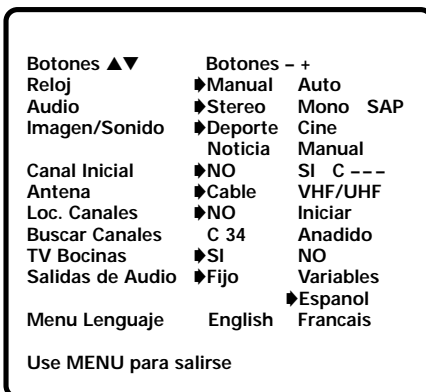 Botones ▲▼ Botones – +
Reloj ➧Manual Auto
Audio ➧Stereo Mono SAP
Imagen/Sonido ➧Deporte Cine
Noticia Manual
Canal Inicial ➧NO SI C –––
Antena ➧Cable VHF/UHF
Loc. Canales ➧NO Iniciar
Buscar Canales C 34 Anadido
TV Bocinas ➧SI NO
Salidas de Audio ➧Fijo Variables
➧Espanol
Menu Lenguaje English Francais
Use MENU para salirse